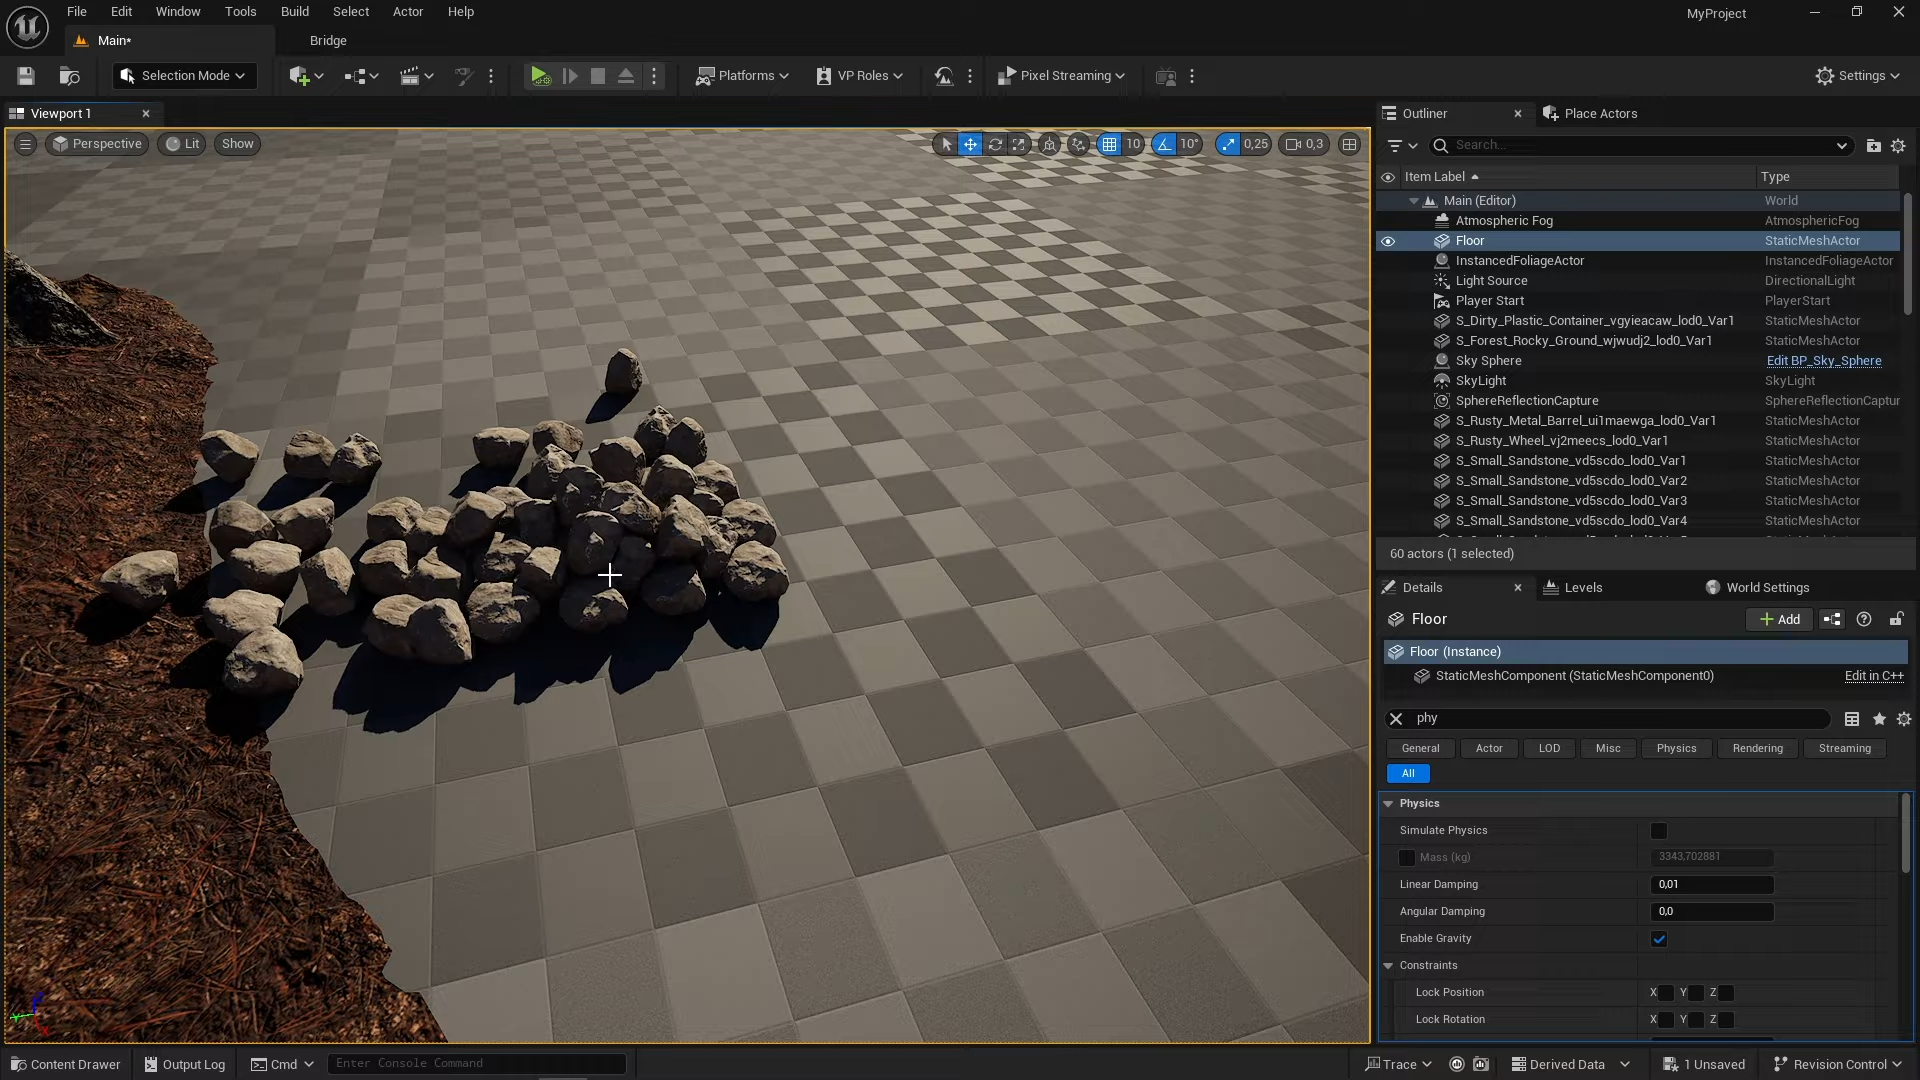 File Edit Window Tools Build Select Actor Help
MyProject
Main*
Bridge
Selection Mode
Platforms
VP Roles
Pixel Streaming
Settings
Viewport 1
Perspective
Lit
Show
10
10°
0,25
0,3
Outliner
Place Actors
Search...
Item Label
Type
Main (Editor) World
Atmospheric Fog AtmosphericFog
Floor StaticMeshActor
InstancedFoliageActor InstancedFoliageActor
Light Source DirectionalLight
Player Start PlayerStart
S_Dirty_Plastic_Container_vgyieacaw_lod0_Var1 StaticMeshActor
S_Forest_Rocky_Ground_wjwudj2_lod0_Var1 StaticMeshActor
Sky Sphere Edit BP_Sky_Sphere
SkyLight SkyLight
SphereReflectionCapture SphereReflectionCaptur
S_Rusty_Metal_Barrel_ui1maewga_lod0_Var1 StaticMeshActor
S_Rusty_Wheel_vj2meecs_lod0_Var1 StaticMeshActor
S_Small_Sandstone_vd5scdo_lod0_Var1 StaticMeshActor
S_Small_Sandstone_vd5scdo_lod0_Var2 StaticMeshActor
S_Small_Sandstone_vd5scdo_lod0_Var3 StaticMeshActor
S_Small_Sandstone_vd5scdo_lod0_Var4 StaticMeshActor
60 actors (1 selected)
Details
Levels
World Settings
Floor
Add
Floor (Instance)
StaticMeshComponent (StaticMeshComponent0) Edit in C++
phy
General Actor LOD Misc Physics Rendering Streaming
All
Physics
Simulate Physics
Mass (kg) 3343,702881
Linear Damping 0,01
Angular Damping 0,0
Enable Gravity
Constraints
Lock Position X Y Z
Lock Rotation X Y Z
Content Drawer
Output Log
Cmd
Enter Console Command
Trace
Derived Data
1 Unsaved
Revision Control